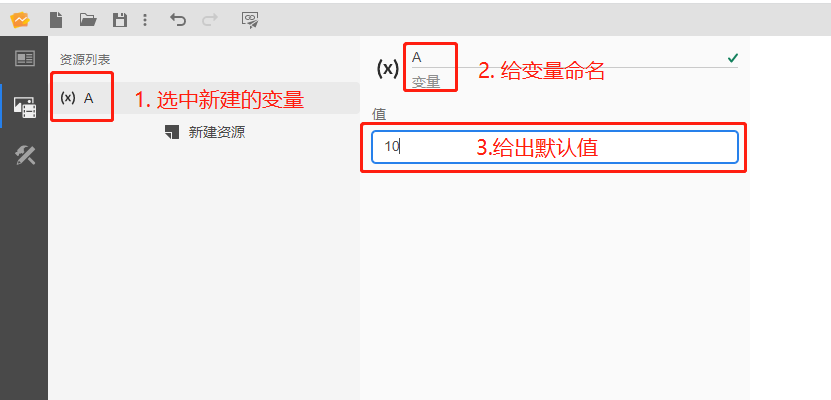 资源列表
(x) A
1. 选中新建的变量
新建资源
(x)
A
变量
2. 给变量命名
值
10
3.给出默认值